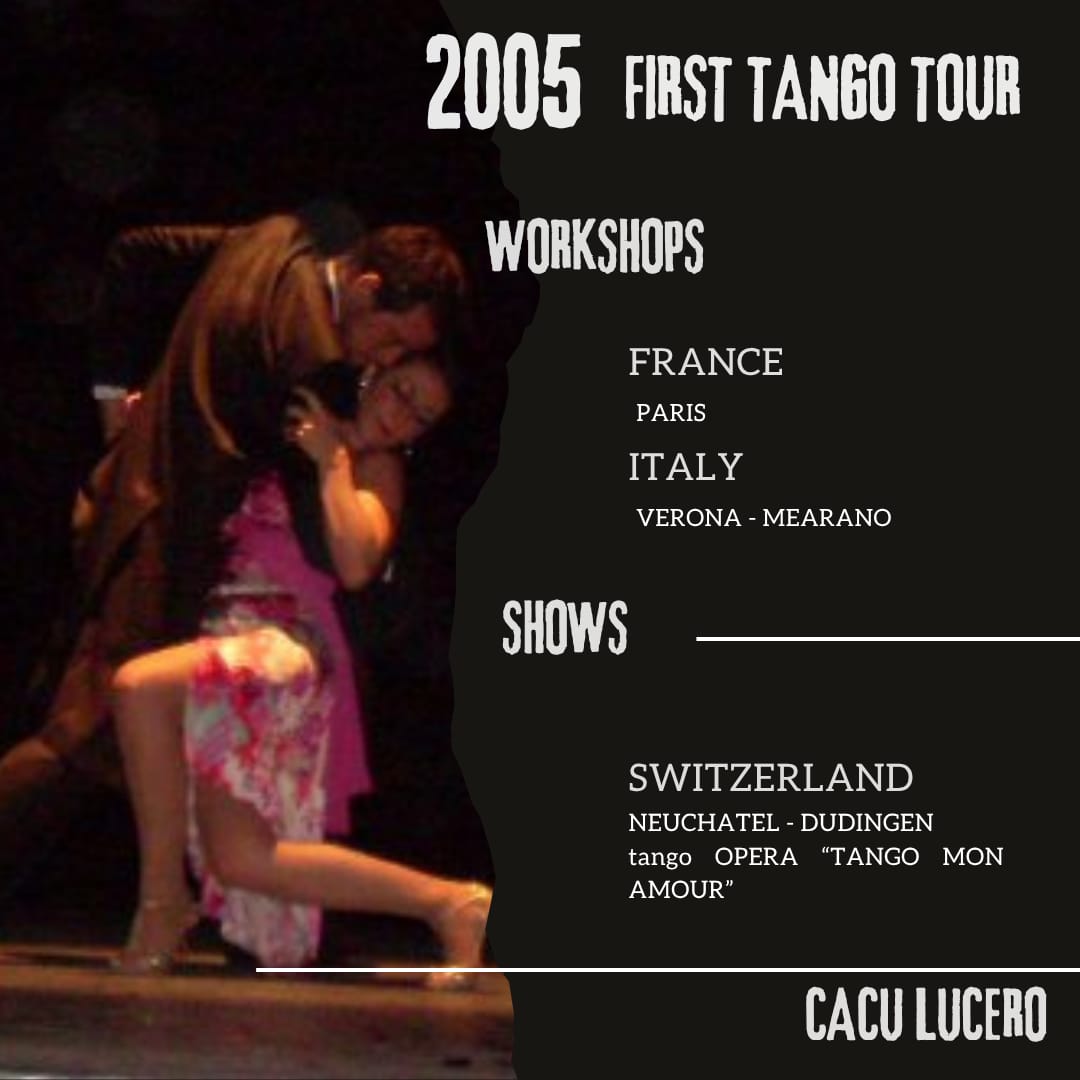 2005 FIRST TANGO TOUR
WORKSHOPS
FRANCE
PARIS
ITALY
VERONA - MEARANO
SHOWS
SWITZERLAND
NEUCHATEL - DUDINGEN
tango OPERA “TANGO MON
AMOUR”
CACU LUCERO